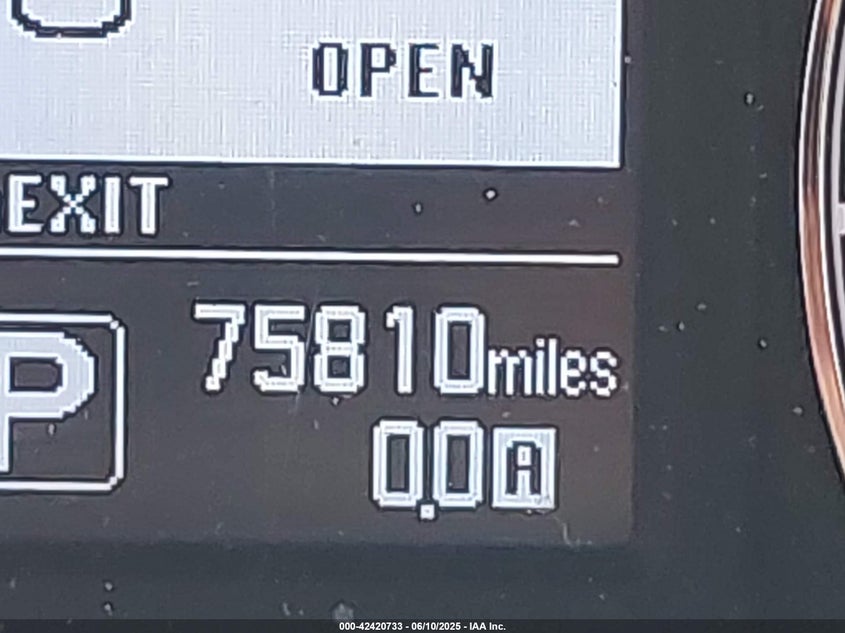 OPEN
EXIT
75810miles
P
0.0A
000-42420733 - 06/10/2025 - IAA Inc.